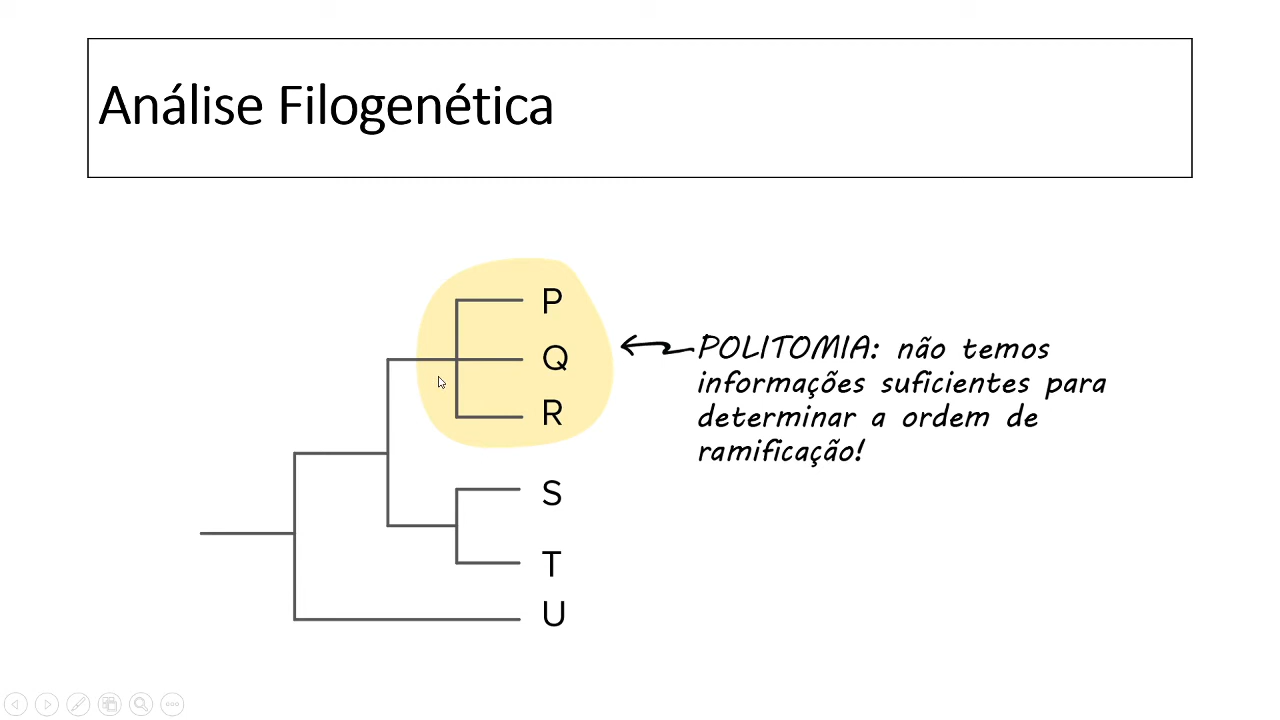 Análise Filogenética
P
Q
R
S
T
U
POLITOMIA: não temos
informações suficientes para
determinar a ordem de
ramificação!